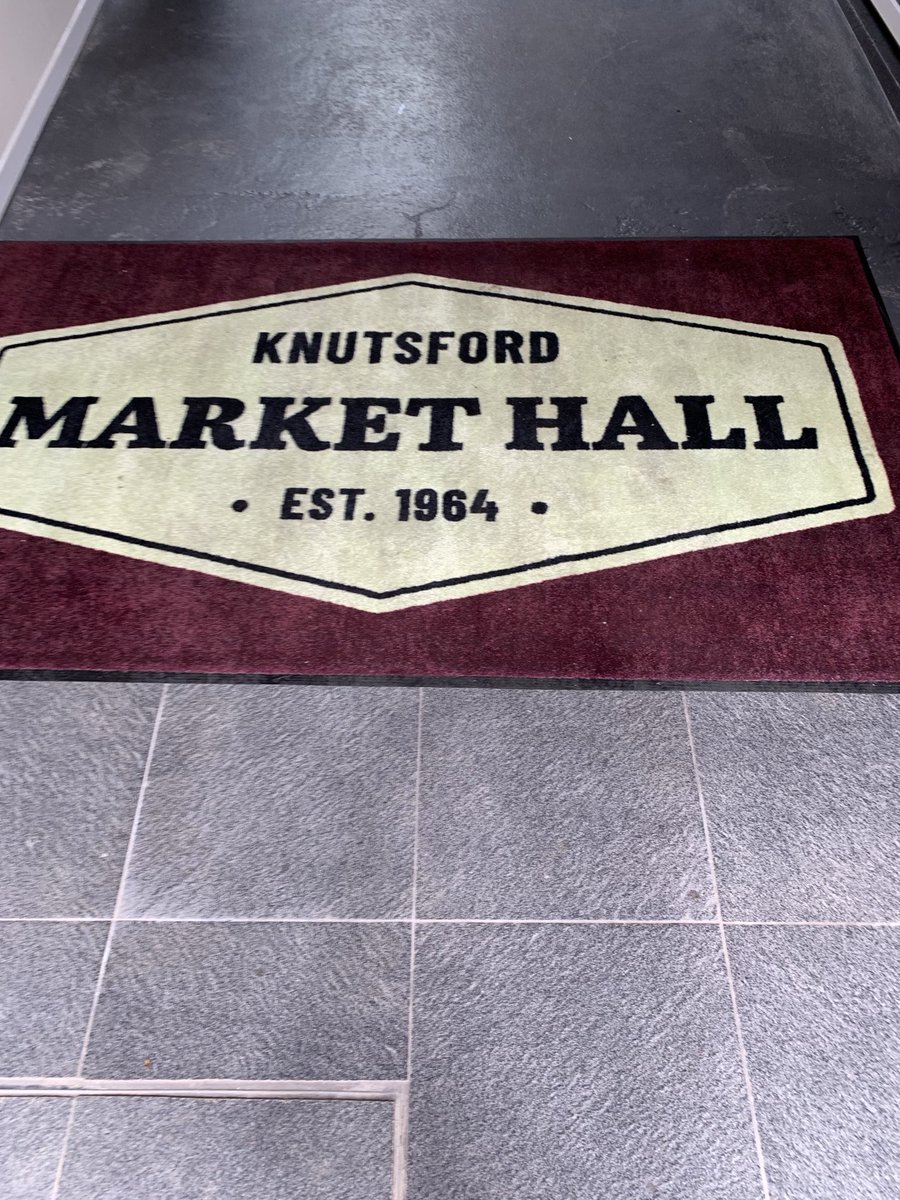 KNUTSFORD
MARKET HALL
• EST. 1964 •